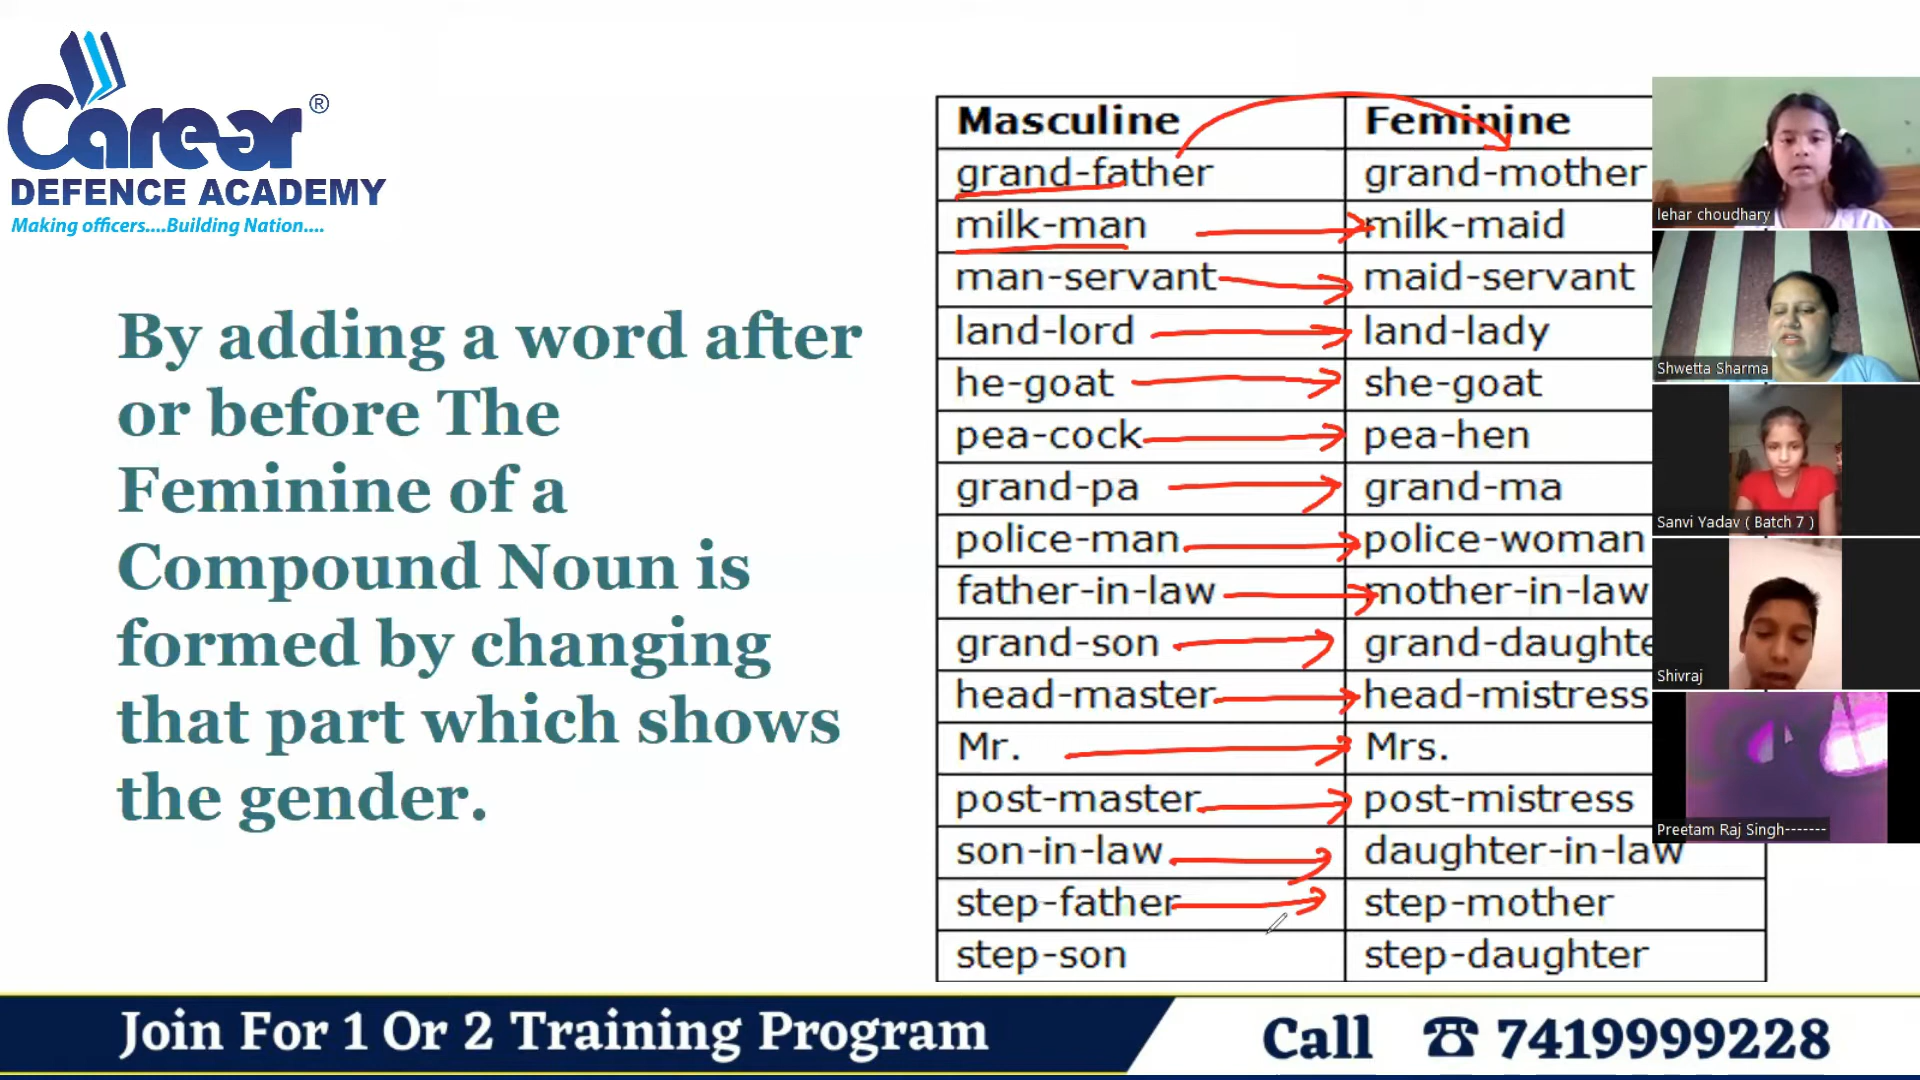 Carear®
DEFENCE ACADEMY
Making officers....Building Nation....
By adding a word after
or before The
Feminine of a
Compound Noun is
formed by changing
that part which shows
the gender.
Masculine Feminine
grand-father grand-mother
milk-man milk-maid
man-servant maid-servant
land-lord land-lady
he-goat she-goat
pea-cock pea-hen
grand-pa grand-ma
police-man police-woman
father-in-law mother-in-law
grand-son grand-daughte
head-master head-mistress
Mr. Mrs.
post-master post-mistress
son-in-law daughter-in-law
step-father step-mother
step-son step-daughter
lehar choudhary
Shwetta Sharma
Sanvi Yadav ( Batch 7 )
Shivraj
Preetam Raj Singh-------
Join For 1 Or 2 Training Program
Call ☎ 7419999228